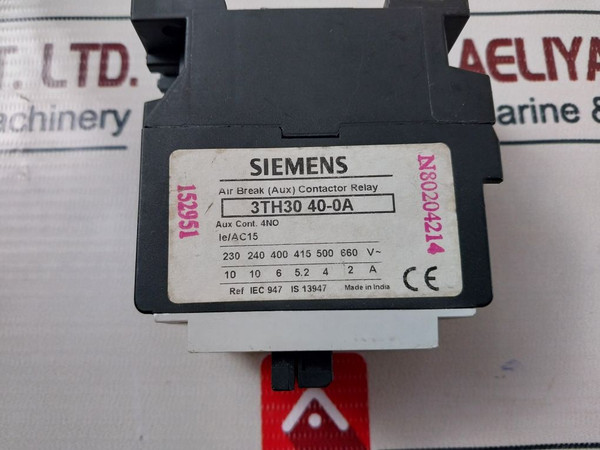 T. LTD.
achinery
AELIYA
arine &
SIEMENS
Air Break (Aux) Contactor Relay
3TH30 40-0A
Aux Cont. 4NO
Ie/AC15
230 240 400 415 500 660 V~
10 10 6 5.2 4 2 A
Ref IEC 947 IS 13947 Made in India
CE
152951
N80204214